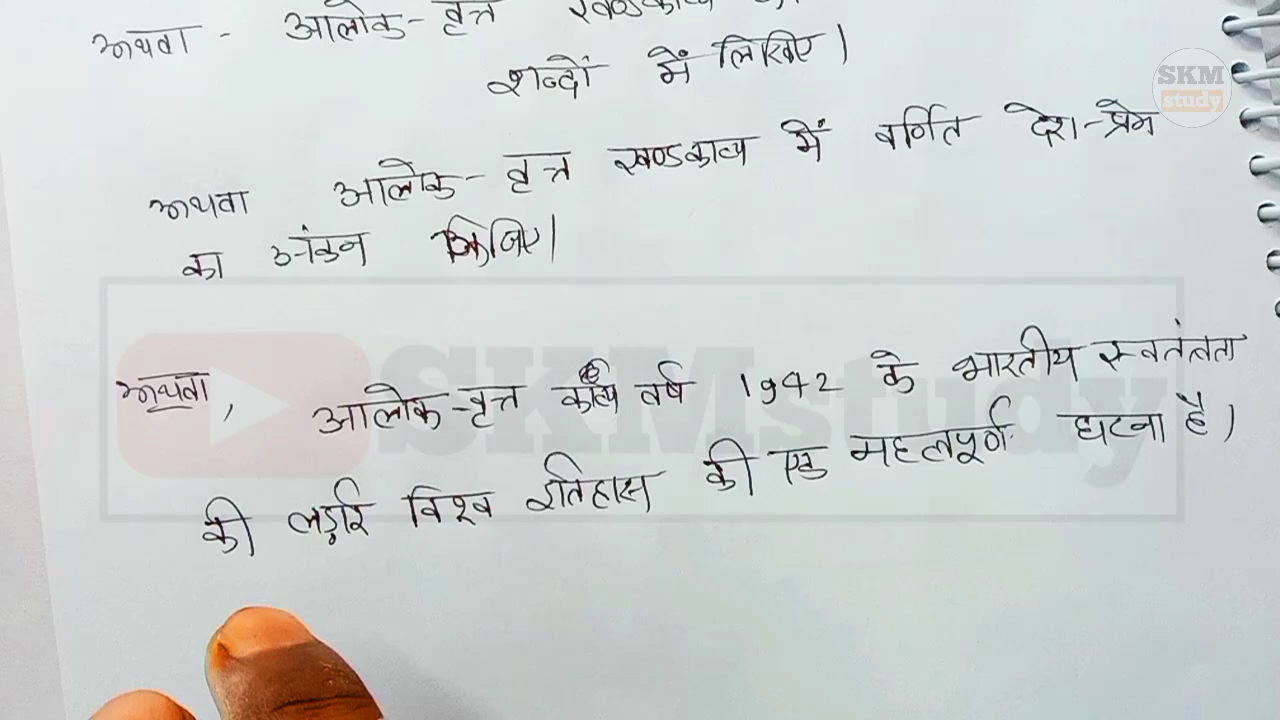 अथवा - आलोक-वृत्त खण्डकाव्य
शब्दों में लिखिए।
SKM
study
अथवा आलोक-वृत्त खण्डकाव्य में वर्णित देश-प्रेम
का अंकन किजिए।
अथवा, आलोक-वृत्त काव्य वर्ष 1942 के भारतीय स्वतंत्रता
की लड़ाई विश्व इतिहास की एक महत्वपूर्ण घटना है।
SKMstudy